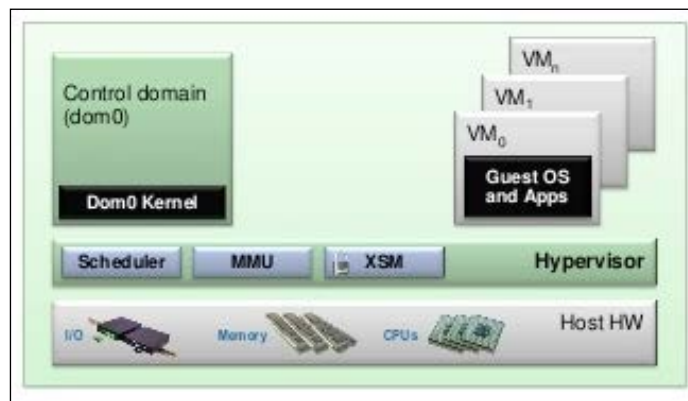 Control domain
(dom0)
Dom0 Kernel
VMn
VM1
VM0
Guest OS
and Apps
Scheduler
MMU
XSM
Hypervisor
I/O
Memory
CPUs
Host HW